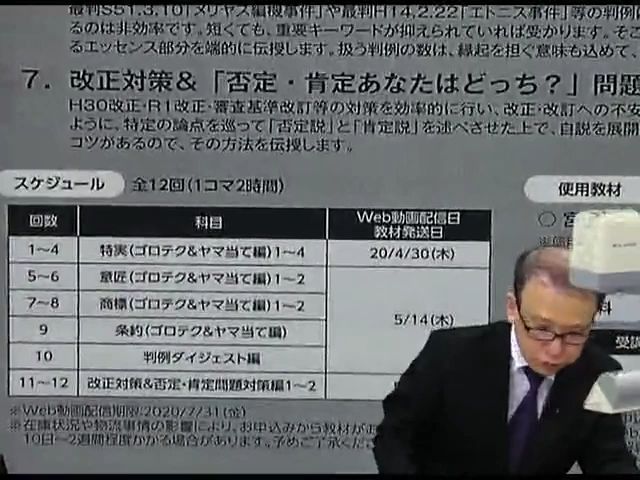 最判S51.3.10「メリヤス編機事件」や最判H14.2.22「エトニス事件」等の判例の
るのは非効率です。短くても、重要キーワードが抑えられていれば受かります。そこ
るエッセンス部分を端的に伝授します。扱う判例の数は、縁起を担ぐ意味も込めて、
7. 改正対策＆「否定・肯定あなたはどっち？」問題
H30改正・R1改正・審査基準改訂等の対策を効率的に行い、改正・改訂への不安
ように、特定の論点を巡って「否定説」と「肯定説」を述べさせた上で、自説を展開
コツがあるので、その方法を伝授します。
スケジュール 全12回(1コマ2時間)
使用教材
回数 科目 Web動画配信日
教材発送日
1~4 特実(ゴロテク&ヤマ当て編)1~4 20/4/30(木)
5~6 意匠(ゴロテク&ヤマ当て編)1~2
7~8 商標(ゴロテク&ヤマ当て編)1~2
5/14(木)
9 条約(ゴロテク&ヤマ当て編)
10 判例ダイジェスト編
11~12 改正対策&否定・肯定問題対策編1~2
※Web動画配信期限:2020/7/31(金)
※在庫状況や物流事情の影響により、お申込みから教材がお
10日~2週間程度かかる場合があります。予めご了承くださ